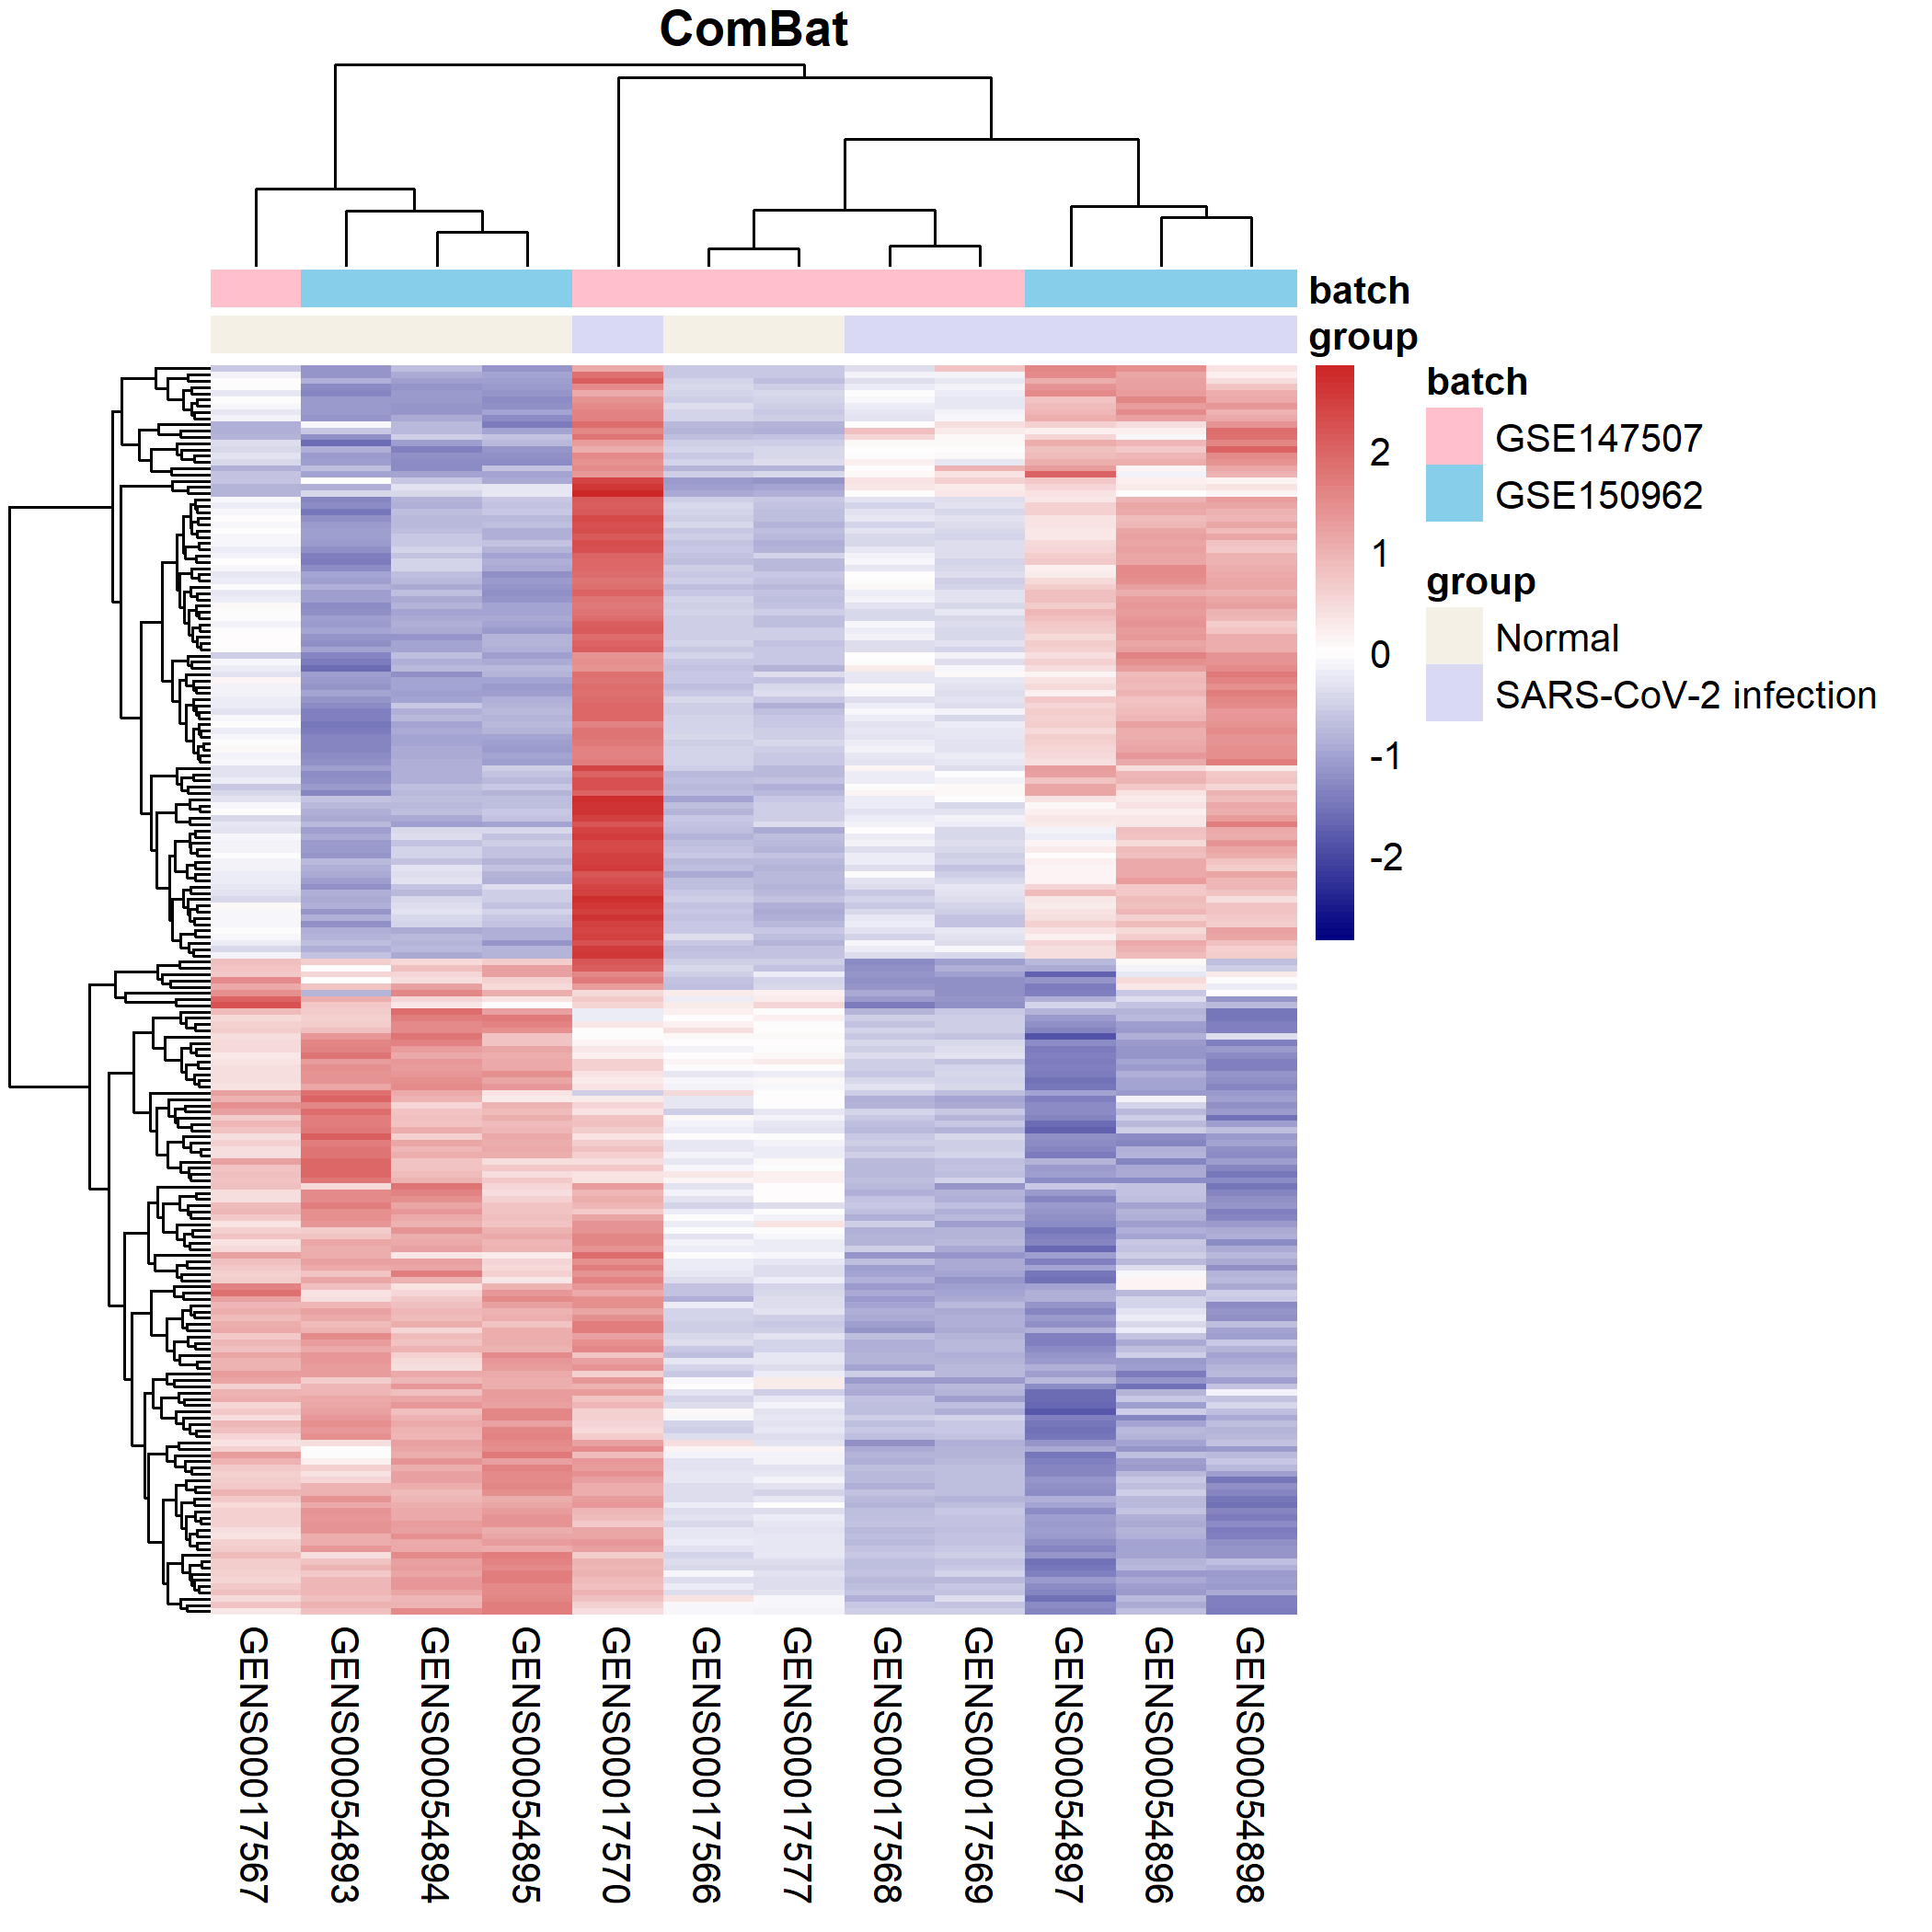 ComBat
batch
group
2
1
0
-1
-2
batch
GSE147507
GSE150962
group
Normal
SARS-CoV-2 infection
GENS00017567
GENS00054893
GENS00054894
GENS00054895
GENS00017570
GENS00017566
GENS00017577
GENS00017568
GENS00017569
GENS00054897
GENS00054896
GENS00054898